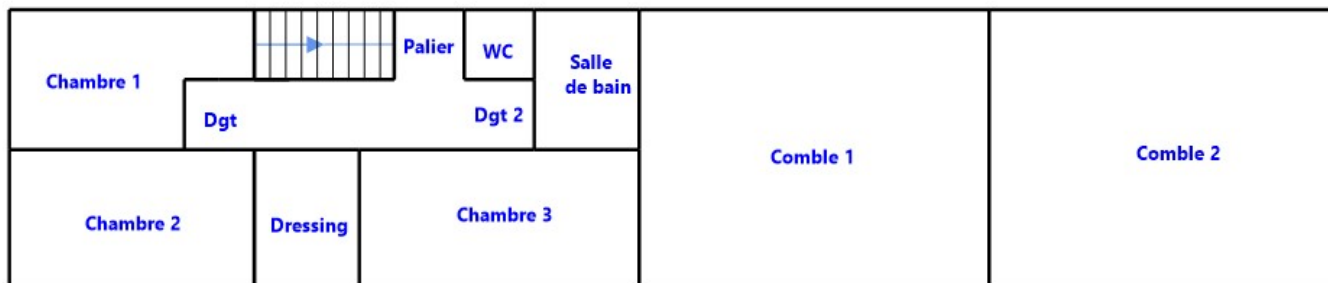 Palier
WC
Salle
de bain
Chambre 1
Dgt
Dgt 2
Comble 1
Comble 2
Chambre 2
Dressing
Chambre 3